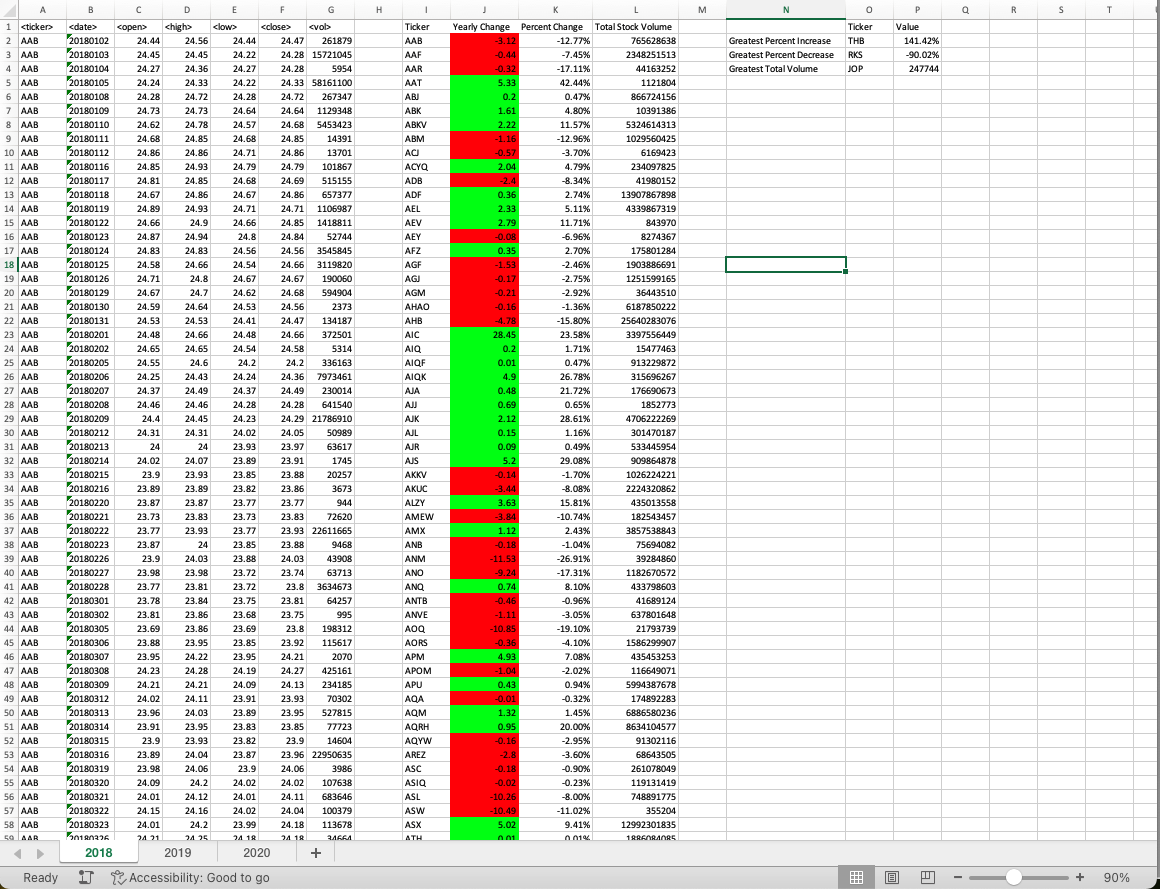 A B C D E F G H I J K L M N O P Q R S T
1 <ticker> <date> <open> <high> <low> <close> <vol> Ticker Yearly Change Percent Change Total Stock Volume Ticker Value
2 AAB 20180102 24.44 24.56 24.44 24.47 261879 AAB -3.12 -12.77% 765628638 Greatest Percent Increase THB 141.42%
3 AAB 20180103 24.45 24.45 24.22 24.28 15721045 AAF -0.44 -7.45% 2348251513 Greatest Percent Decrease RKS -90.02%
4 AAB 20180104 24.27 24.36 24.27 24.28 5954 AAR -0.32 -17.11% 44163252 Greatest Total Volume JOP 247744
5 AAB 20180105 24.24 24.33 24.22 24.33 58161100 AAT 5.33 42.44% 1121804
6 AAB 20180108 24.28 24.72 24.28 24.72 267347 ABJ 0.2 0.47% 866724156
7 AAB 20180109 24.73 24.73 24.64 24.64 1129348 ABK 1.61 4.80% 10391386
8 AAB 20180110 24.62 24.78 24.57 24.68 5453423 ABKV 2.22 11.57% 5324614313
9 AAB 20180111 24.68 24.85 24.68 24.85 14391 ABM -1.16 -12.96% 1029560425
10 AAB 20180112 24.86 24.86 24.71 24.86 13701 ACJ -0.57 -3.70% 6169423
11 AAB 20180116 24.85 24.93 24.79 24.79 101867 ACYQ 2.04 4.79% 234097825
12 AAB 20180117 24.81 24.85 24.68 24.69 515155 ADB -2.4 -8.34% 41980152
13 AAB 20180118 24.67 24.86 24.67 24.86 657377 ADF 0.36 2.74% 13907867898
14 AAB 20180119 24.89 24.93 24.71 24.71 1106987 AEL 2.33 5.11% 4339867319
15 AAB 20180122 24.66 24.9 24.66 24.85 1418811 AEV 2.79 11.71% 843970
16 AAB 20180123 24.87 24.94 24.8 24.84 52744 AEY -0.08 -6.96% 8274367
17 AAB 20180124 24.83 24.83 24.56 24.56 3545845 AFZ 0.35 2.70% 175801284
18 AAB 20180125 24.58 24.66 24.54 24.66 3119820 AGF -1.53 -2.46% 1903886691
19 AAB 20180126 24.71 24.8 24.67 24.67 190060 AGJ -0.17 -2.75% 1251599165
20 AAB 20180129 24.67 24.7 24.62 24.68 594904 AGM -0.21 -2.92% 36443510
21 AAB 20180130 24.59 24.64 24.53 24.56 2373 AHAO -0.16 -1.36% 6187850222
22 AAB 20180131 24.53 24.53 24.41 24.47 134187 AHB -4.78 -15.80% 25640283076
23 AAB 20180201 24.48 24.66 24.48 24.66 372501 AIC 28.45 23.58% 3397556449
24 AAB 20180202 24.65 24.65 24.54 24.58 5314 AIQ 0.2 1.71% 15477463
25 AAB 20180205 24.55 24.6 24.2 24.2 336163 AIQF 0.01 0.47% 913229872
26 AAB 20180206 24.25 24.43 24.24 24.36 7973461 AIQK 4.9 26.78% 315696267
27 AAB 20180207 24.37 24.49 24.37 24.49 230014 AJA 0.48 21.72% 176690673
28 AAB 20180208 24.46 24.46 24.28 24.28 641540 AJJ 0.69 0.65% 1852773
29 AAB 20180209 24.4 24.45 24.23 24.29 21786910 AJK 2.12 28.61% 4706222269
30 AAB 20180212 24.31 24.31 24.02 24.05 50989 AJL 0.15 1.16% 301470187
31 AAB 20180213 24 24 23.93 23.97 63617 AJR 0.09 0.49% 533445954
32 AAB 20180214 24.02 24.07 23.89 23.91 1745 AJS 5.2 29.08% 909864878
33 AAB 20180215 23.9 23.93 23.85 23.88 20257 AKKV -0.14 -1.70% 1026224221
34 AAB 20180216 23.89 23.89 23.82 23.86 3673 AKUC -3.44 -8.08% 2224320862
35 AAB 20180220 23.87 23.87 23.77 23.77 944 ALZY 3.63 15.81% 435013558
36 AAB 20180221 23.73 23.83 23.73 23.83 72620 AMEW -3.84 -10.74% 182543457
37 AAB 20180222 23.77 23.93 23.77 23.93 22611665 AMX 1.12 2.43% 3857538843
38 AAB 20180223 23.87 24 23.85 23.88 9468 ANB -0.18 -1.04% 75694082
39 AAB 20180226 23.9 24.03 23.88 24.03 43908 ANM -11.53 -26.91% 39284860
40 AAB 20180227 23.98 23.98 23.72 23.74 63713 ANO -9.24 -17.31% 1182670572
41 AAB 20180228 23.77 23.81 23.72 23.8 3634673 ANQ 0.74 8.10% 433798603
42 AAB 20180301 23.78 23.84 23.75 23.81 64257 ANTB -0.46 -0.96% 41689124
43 AAB 20180302 23.81 23.86 23.68 23.75 995 ANVE -1.11 -3.05% 637801648
44 AAB 20180305 23.69 23.86 23.69 23.8 198312 AOQ -10.85 -19.10% 21793739
45 AAB 20180306 23.88 23.95 23.85 23.92 115617 AORS -0.36 -4.10% 1586299907
46 AAB 20180307 23.95 24.22 23.95 24.21 2070 APM 4.93 7.08% 435453253
47 AAB 20180308 24.23 24.28 24.19 24.27 425161 APOM -1.04 -2.02% 116649071
48 AAB 20180309 24.21 24.21 24.09 24.13 234185 APU 0.43 0.94% 5994387678
49 AAB 20180312 24.02 24.11 23.91 23.93 70302 AQA -0.01 -0.32% 174892283
50 AAB 20180313 23.96 24.03 23.89 23.95 527815 AQM 1.32 1.45% 6886580236
51 AAB 20180314 23.91 23.95 23.83 23.85 77723 AQRH 0.95 20.00% 8634104577
52 AAB 20180315 23.9 23.93 23.82 23.9 14604 AQYW -0.16 -2.95% 91302116
53 AAB 20180316 23.89 24.04 23.87 23.96 22950635 AREZ -2.8 -3.60% 68643505
54 AAB 20180319 23.98 24.06 23.9 24.06 3986 ASC -0.18 -0.90% 261078049
55 AAB 20180320 24.09 24.2 24.02 24.02 107638 ASIQ -0.02 -0.23% 119131419
56 AAB 20180321 24.01 24.12 24.01 24.11 683646 ASL -10.26 -8.00% 748891775
57 AAB 20180322 24.15 24.16 24.02 24.04 100379 ASW -10.49 -11.02% 355204
58 AAB 20180323 24.01 24.2 23.99 24.18 113678 ASX 5.02 9.41% 12992301835
59 AAB 20180326 24.21 24.25 24.18 24.18 34664 ATH 0.01 0.01% 1886084085
2018 2019 2020 +
Ready Accessibility: Good to go 90%